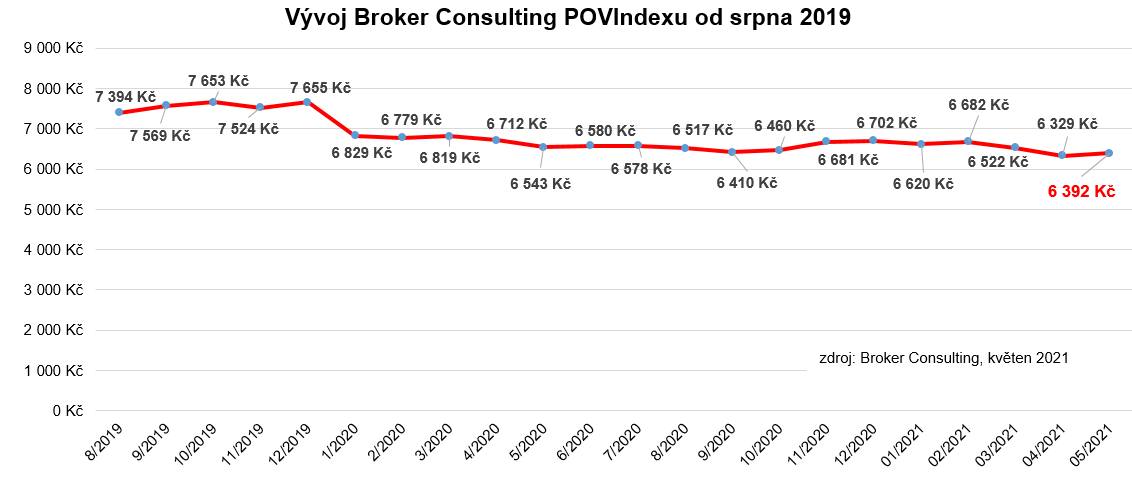 Vývoj Broker Consulting POVIndexu od srpna 2019
9 000 Kč
8 000 Kč
7 000 Kč
6 000 Kč
5 000 Kč
4 000 Kč
3 000 Kč
2 000 Kč
1 000 Kč
0 Kč
7 394 Kč
7 569 Kč
7 653 Kč
7 524 Kč
7 655 Kč
6 829 Kč
6 779 Kč
6 819 Kč
6 712 Kč
6 543 Kč
6 580 Kč
6 578 Kč
6 517 Kč
6 410 Kč
6 460 Kč
6 681 Kč
6 702 Kč
6 620 Kč
6 682 Kč
6 522 Kč
6 329 Kč
6 392 Kč
zdroj: Broker Consulting, květen 2021
8/2019
9/2019
10/2019
11/2019
12/2019
1/2020
2/2020
3/2020
4/2020
5/2020
6/2020
7/2020
8/2020
9/2020
10/2020
11/2020
12/2020
01/2021
02/2021
03/2021
04/2021
05/2021